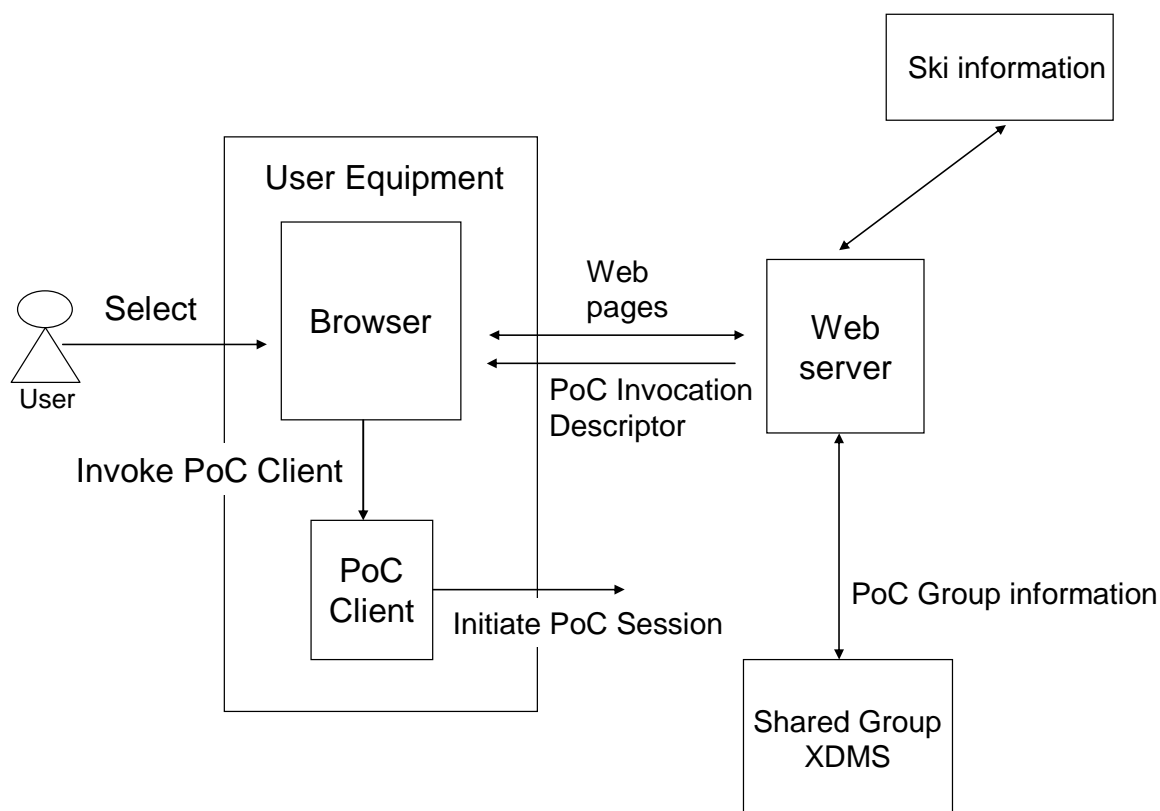 Ski information
User Equipment
Web
pages
Select
Browser
Web
server
PoC Invocation
Descriptor
User
Invoke PoC Client
PoC
Client
PoC Group information
Initiate PoC Session
Shared Group
XDMS